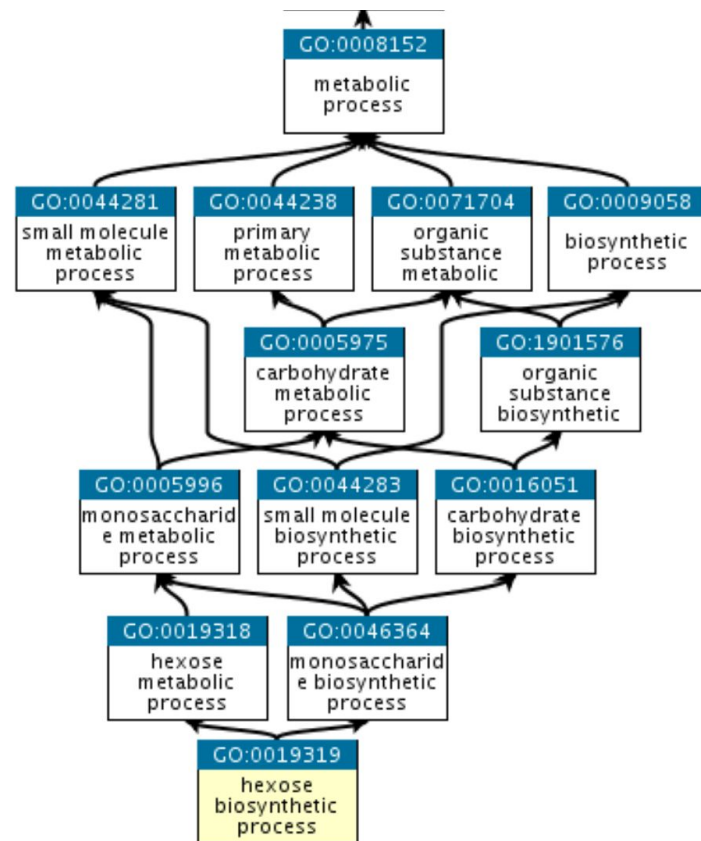 GO:0008152
metabolic
process
GO:0044281
small molecule
metabolic
process
GO:0044238
primary
metabolic
process
GO:0071704
organic
substance
metabolic
GO:0009058
biosynthetic
process
GO:0005975
carbohydrate
metabolic
process
GO:1901576
organic
substance
biosynthetic
GO:0005996
monosaccharid
e metabolic
process
GO:0044283
small molecule
biosynthetic
process
GO:0016051
carbohydrate
biosynthetic
process
GO:0019318
hexose
metabolic
process
GO:0046364
monosaccharid
e biosynthetic
process
GO:0019319
hexose
biosynthetic
process